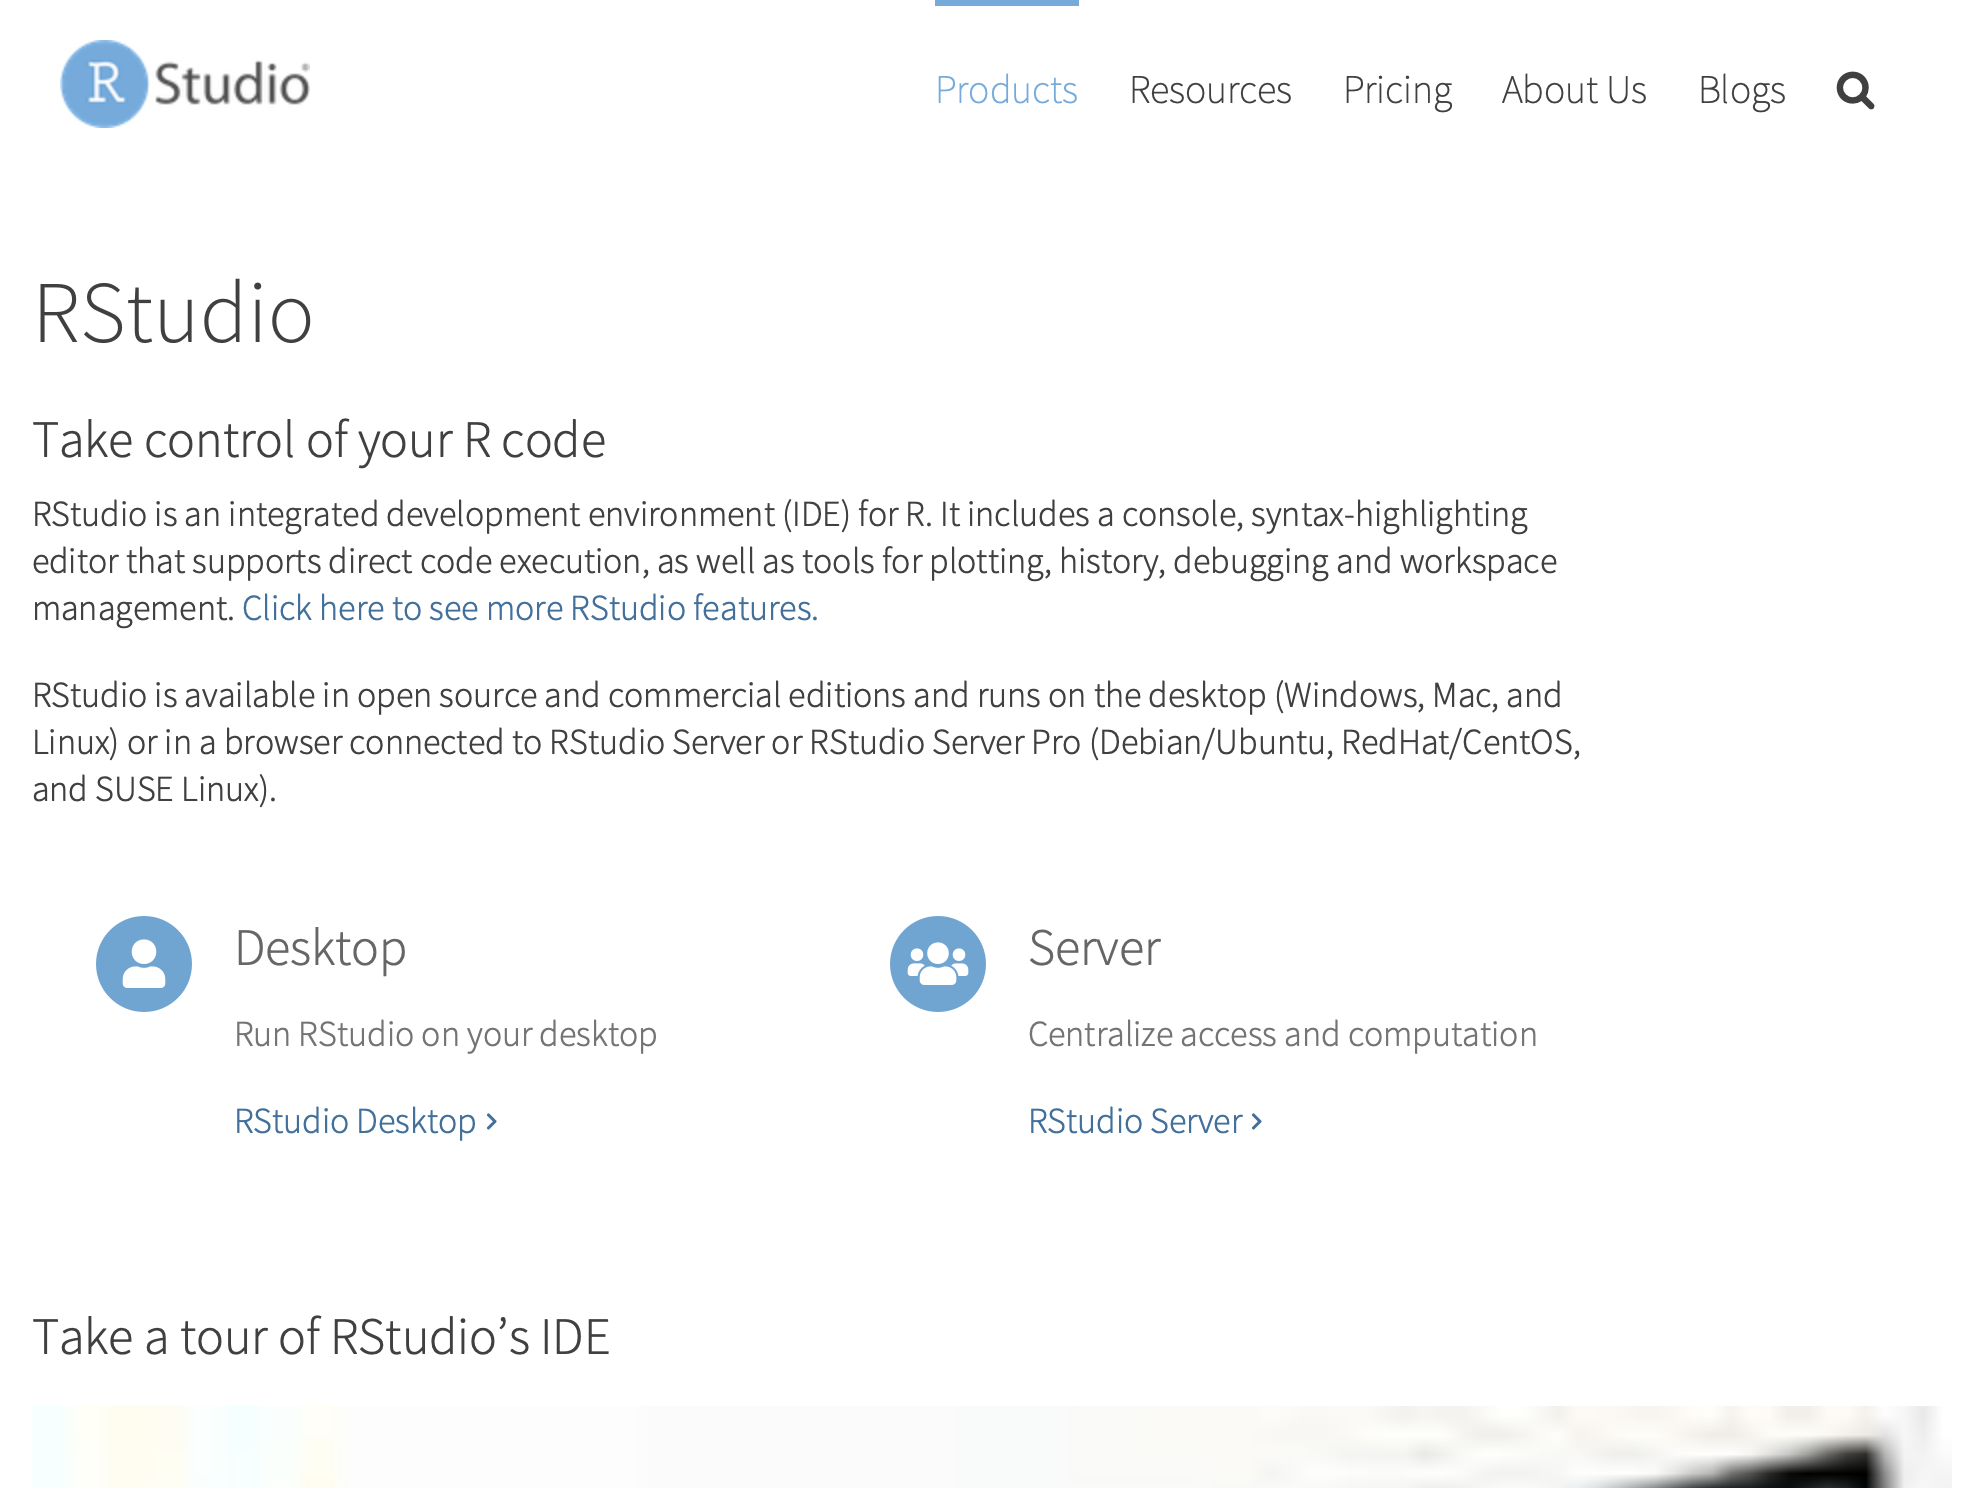 R Studio®
Products Resources Pricing About Us Blogs
RStudio
Take control of your R code
RStudio is an integrated development environment (IDE) for R. It includes a console, syntax-highlighting
editor that supports direct code execution, as well as tools for plotting, history, debugging and workspace
management. Click here to see more RStudio features.
RStudio is available in open source and commercial editions and runs on the desktop (Windows, Mac, and
Linux) or in a browser connected to RStudio Server or RStudio Server Pro (Debian/Ubuntu, RedHat/CentOS,
and SUSE Linux).
Desktop
Run RStudio on your desktop
RStudio Desktop
Server
Centralize access and computation
RStudio Server
Take a tour of RStudio’s IDE